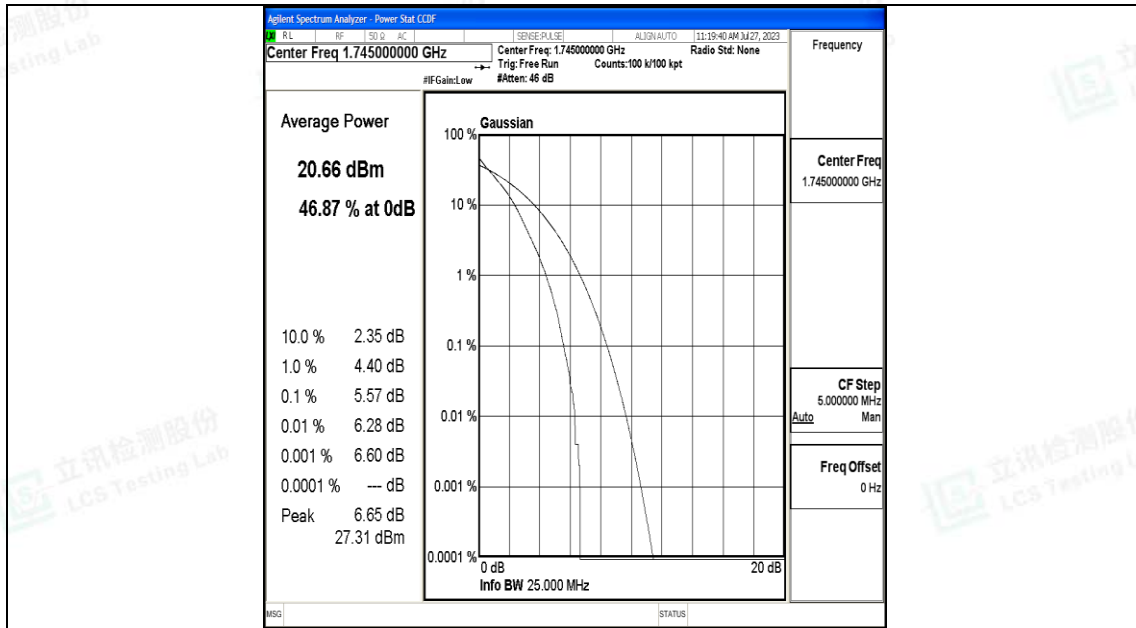 Agilent Spectrum Analyzer - Power Stat CCDF
RL RF 50 Ω AC SENSE:PULSE ALIGN AUTO 11:19:40 AM Jul 27, 2023
Center Freq 1.745000000 GHz
Center Freq: 1.745000000 GHz Radio Std: None
Trig: Free Run Counts:100 k/100 kpt
#IFGain:Low #Atten: 46 dB
Frequency
Average Power
20.66 dBm
46.87 % at 0dB
10.0 % 2.35 dB
1.0 % 4.40 dB
0.1 % 5.57 dB
0.01 % 6.28 dB
0.001 % 6.60 dB
0.0001 % --- dB
Peak 6.65 dB
27.31 dBm
Gaussian
100 %
10 %
1 %
0.1 %
0.01 %
0.001 %
0.0001 %
0 dB 20 dB
Info BW 25.000 MHz
Center Freq
1.745000000 GHz
CF Step
5.000000 MHz
Auto Man
Freq Offset
0 Hz
MSG STATUS
立讯检测股份
LCS Testing Lab
立讯检测股份
LCS Testing L